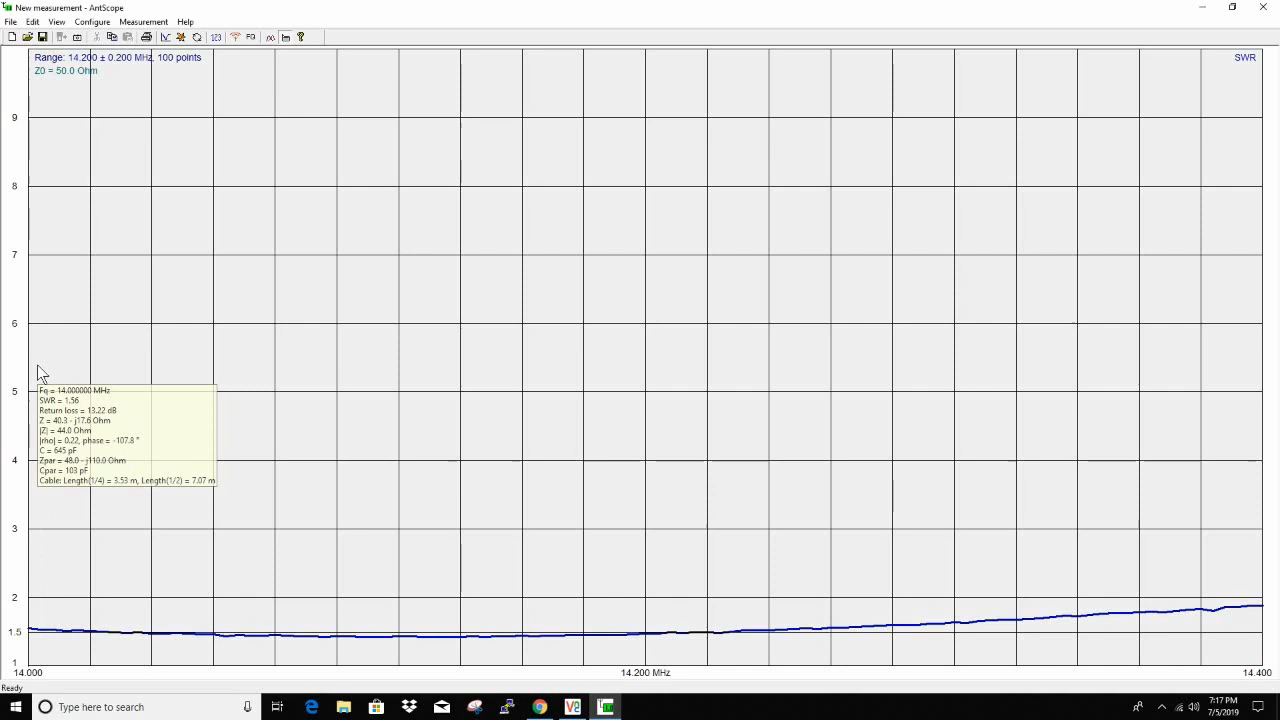 New measurement - AntScope
File Edit View Configure Measurement Help
Range: 14.200 ± 0.200 MHz, 100 points
SWR
Z0 = 50.0 Ohm
9
8
7
6
5
4
3
2
1.5
1
Fq = 14.000000 MHz
SWR = 1.56
Return loss = 13.22 dB
Z = 40.3 - j17.6 Ohm
|Z| = 44.0 Ohm
|rho| = 0.22, phase = -107.8 °
C = 645 pF
Zpar = 48.0 - j110.0 Ohm
Cpar = 103 pF
Cable: Length(1/4) = 3.53 m, Length(1/2) = 7.07 m
14.000
14.200 MHz
14.400
Ready
Type here to search
7:17 PM
7/5/2019